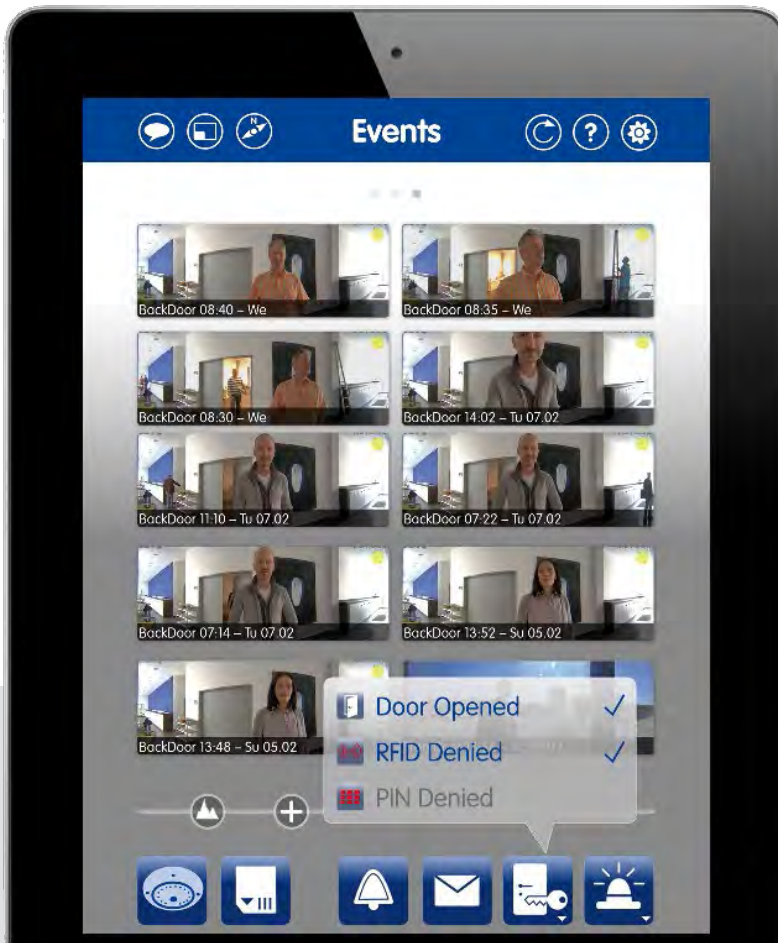 Events
BackDoor 08:40 – We
BackDoor 08:35 – We
BackDoor 08:30 – We
BackDoor 14:02 – Tu 07.02
BackDoor 11:10 – Tu 07.02
BackDoor 07:22 – Tu 07.02
BackDoor 07:14 – Tu 07.02
BackDoor 13:52 – Su 05.02
BackDoor 13:48 – Su 05.02
Door Opened
RFID Denied
PIN Denied